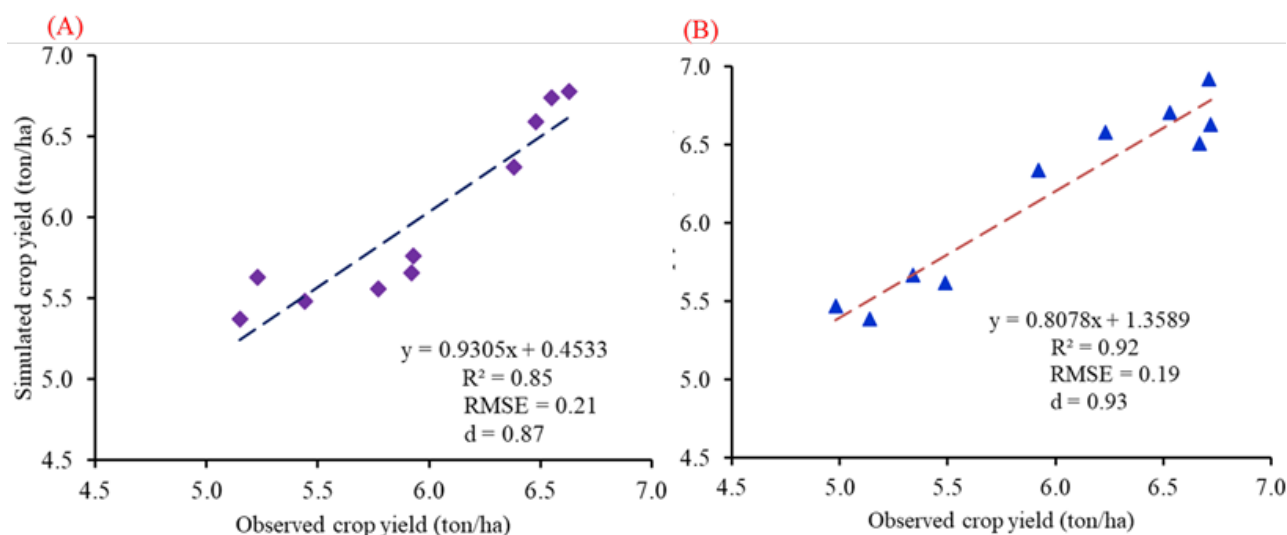 (A)
Simulated crop yield (ton/ha)
7.0
6.5
6.0
5.5
5.0
4.5
y = 0.9305x + 0.4533
R² = 0.85
RMSE = 0.21
d = 0.87
4.5 5.0 5.5 6.0 6.5 7.0
Observed crop yield (ton/ha)
(B)
7.0
6.5
6.0
5.5
5.0
4.5
y = 0.8078x + 1.3589
R² = 0.92
RMSE = 0.19
d = 0.93
4.5 5.0 5.5 6.0 6.5 7.0
Observed crop yield (ton/ha)